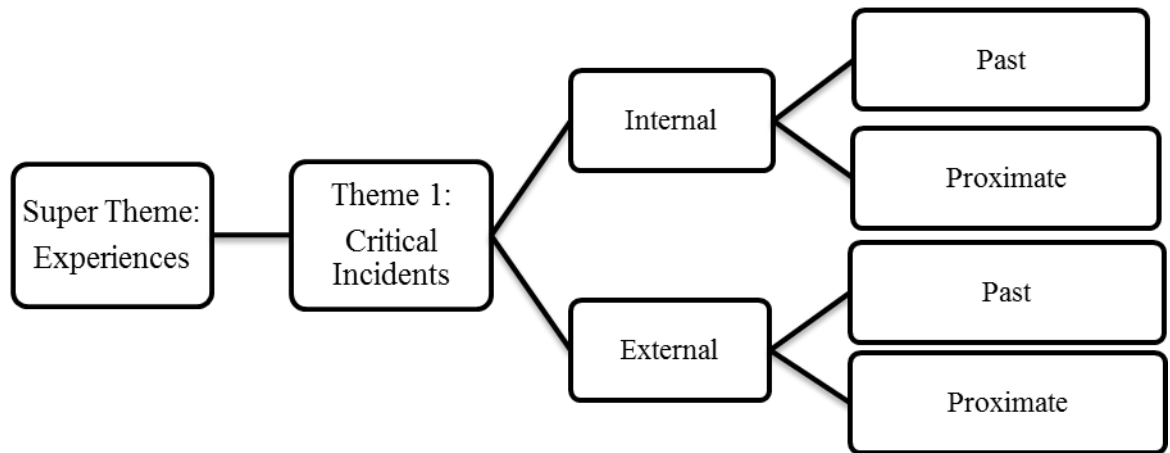 Super Theme:
Experiences
Theme 1:
Critical
Incidents
Internal
Past
Proximate
External
Past
Proximate